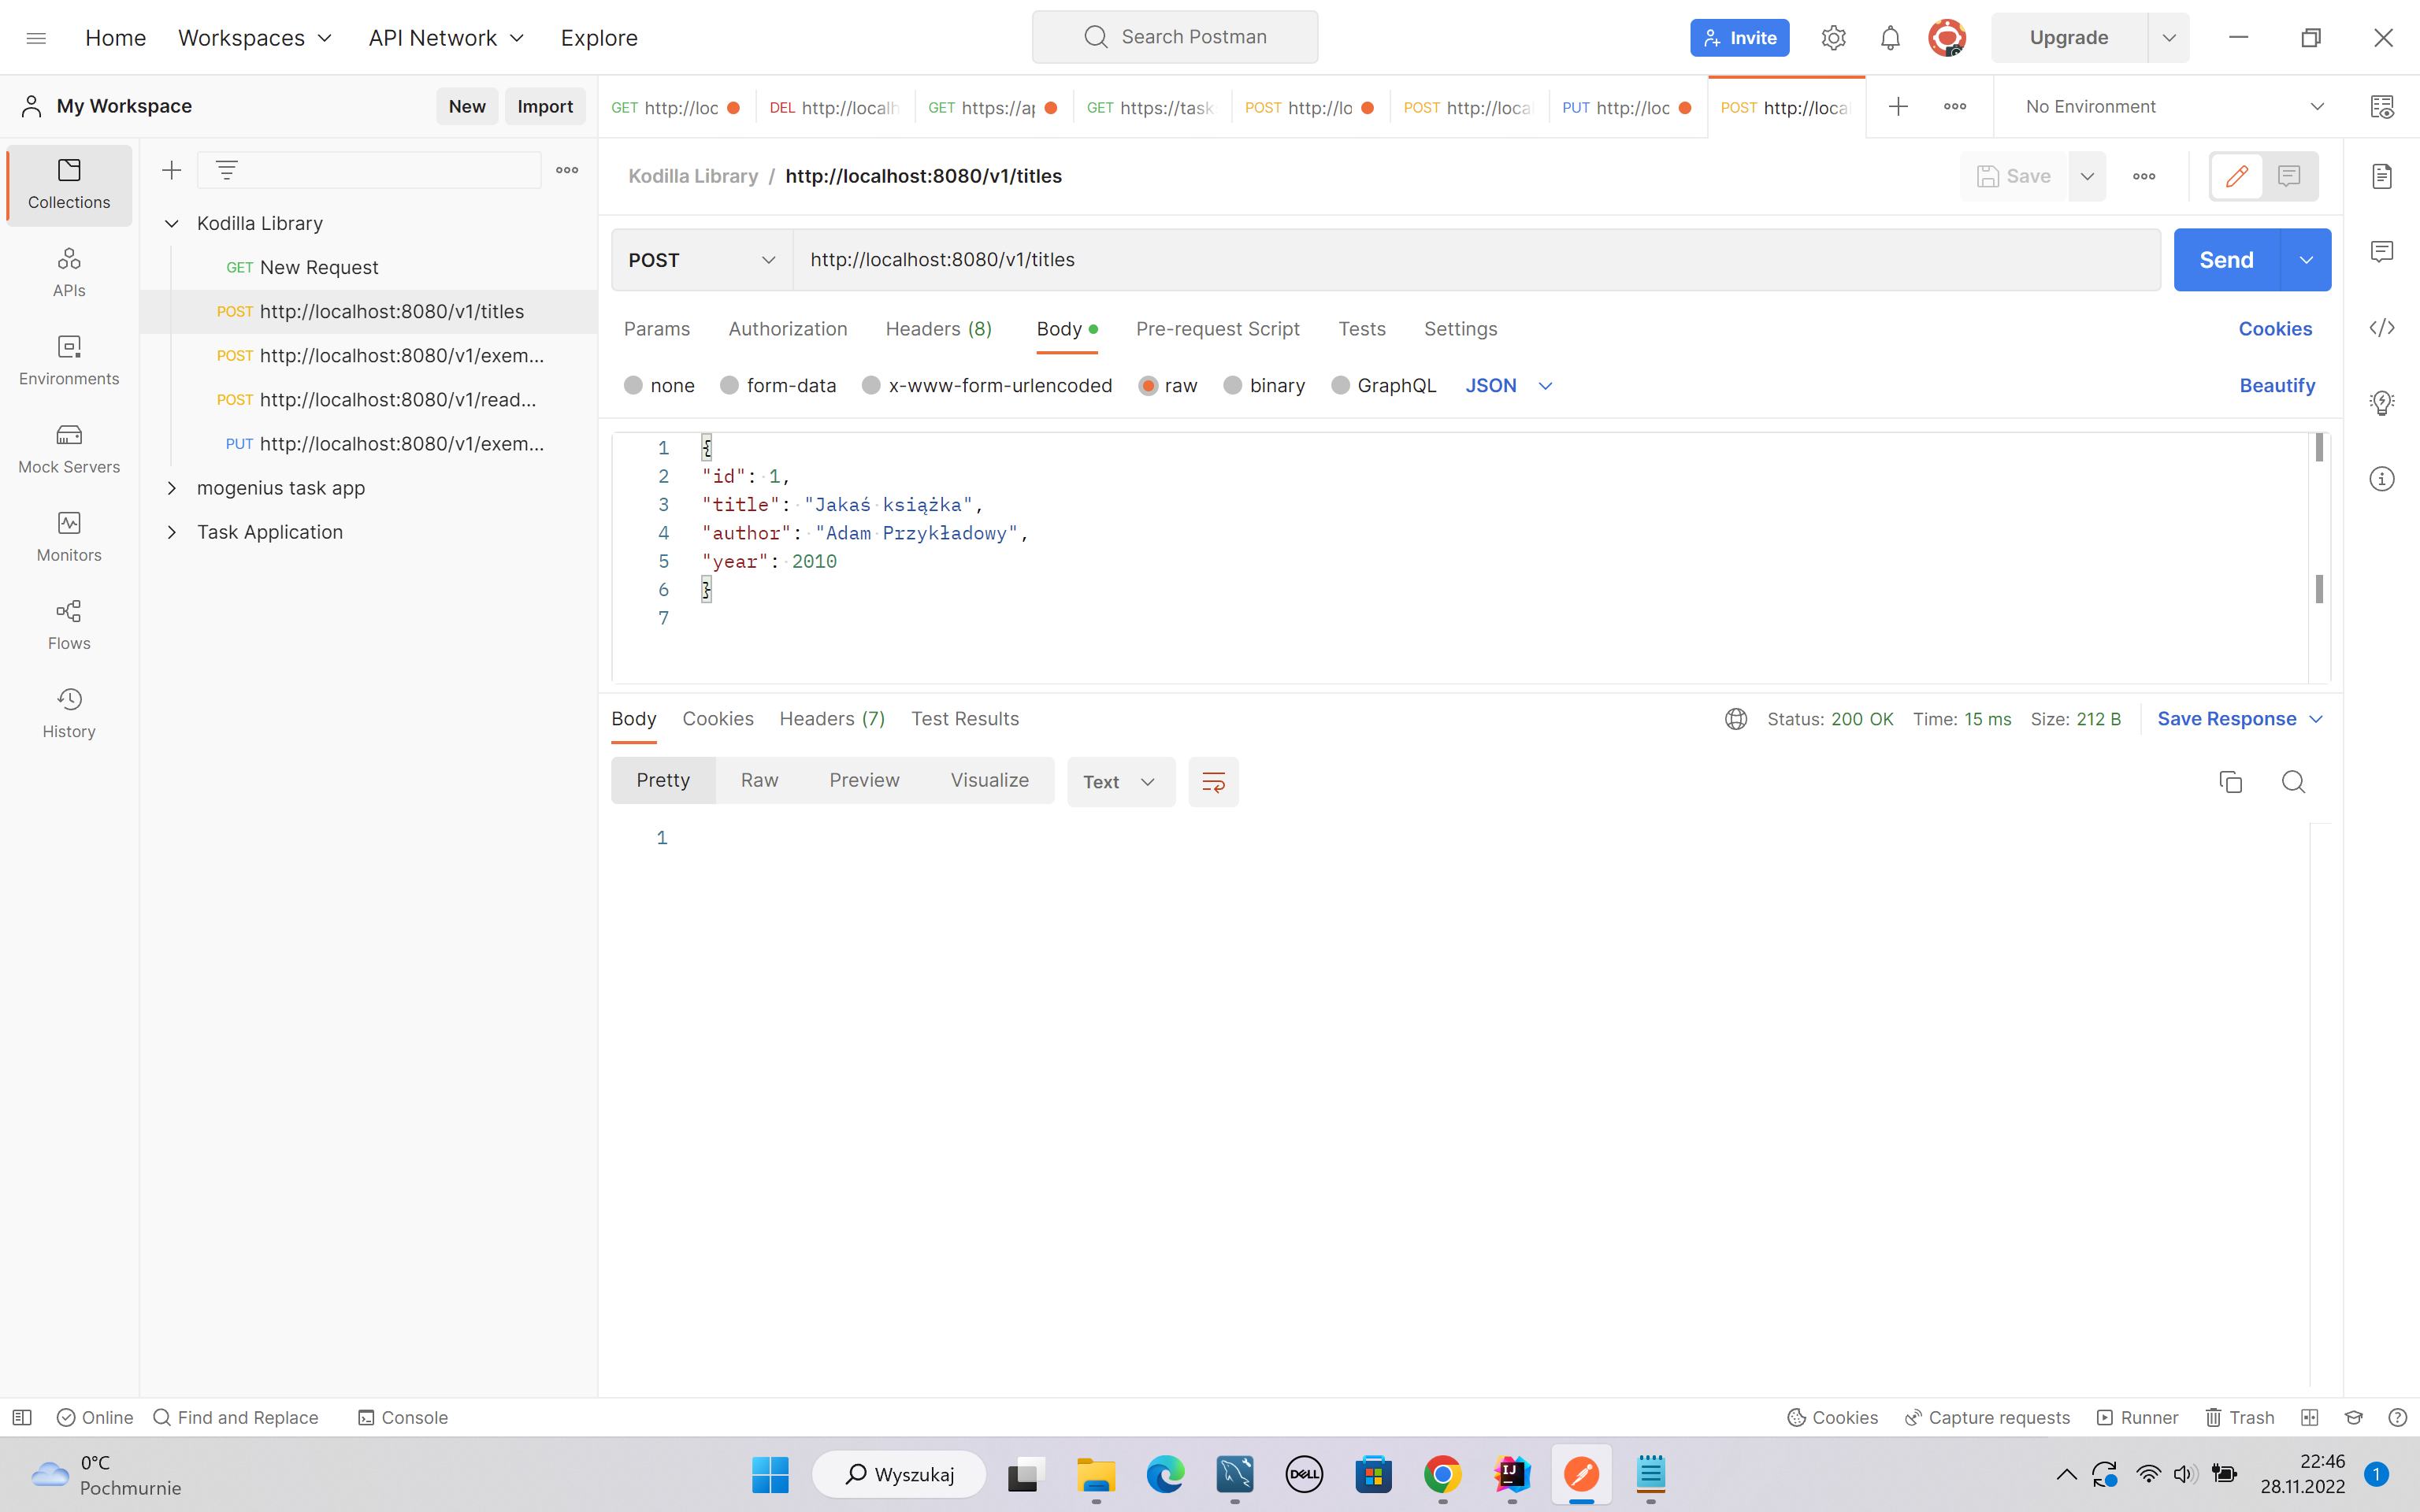 Home Workspaces API Network Explore Search Postman Invite Upgrade
My Workspace New Import
GET http://loc DEL http://localh GET https://ap GET https://task POST http://lo POST http://loca PUT http://loc POST http://loca No Environment
Collections
APIs
Environments
Mock Servers
Monitors
Flows
History
Kodilla Library
GET New Request
POST http://localhost:8080/v1/titles
POST http://localhost:8080/v1/exem...
POST http://localhost:8080/v1/read...
PUT http://localhost:8080/v1/exem...
mogenius task app
Task Application
Kodilla Library / http://localhost:8080/v1/titles Save
POST http://localhost:8080/v1/titles Send
Params Authorization Headers (8) Body Pre-request Script Tests Settings Cookies
none form-data x-www-form-urlencoded raw binary GraphQL JSON Beautify
1 {
2 "id": 1,
3 "title": "Jakaś książka",
4 "author": "Adam Przykładowy",
5 "year": 2010
6 }
7
Body Cookies Headers (7) Test Results Status: 200 OK Time: 15 ms Size: 212 B Save Response
Pretty Raw Preview Visualize Text
1
Online Find and Replace Console Cookies Capture requests Runner Trash
0°C
Pochmurnie
Wyszukaj
DELL
IJ
22:46
28.11.2022
1